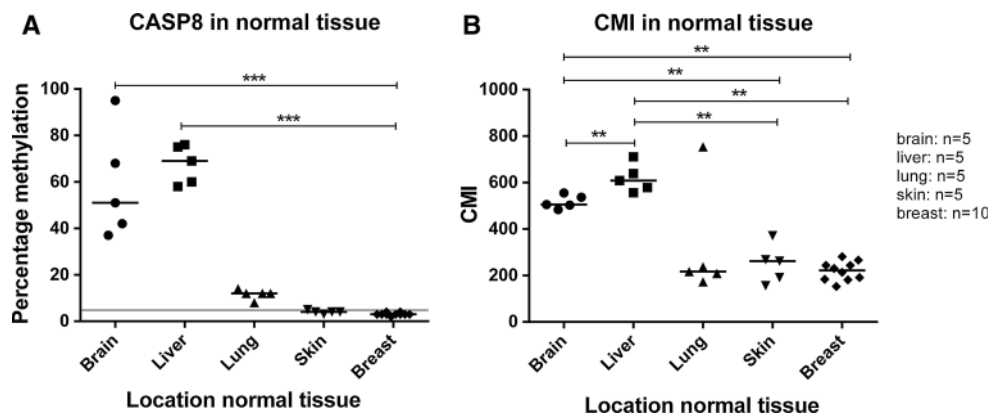 A CASP8 in normal tissue
Percentage methylation
100
80
60
40
20
0
***
***
Brain
Liver
Lung
Skin
Breast
Location normal tissue
B CMI in normal tissue
CMI
1000
800
600
400
200
0
**
**
**
**
**
Brain
Liver
Lung
Skin
Breast
Location normal tissue
brain: n=5
liver: n=5
lung: n=5
skin: n=5
breast: n=10